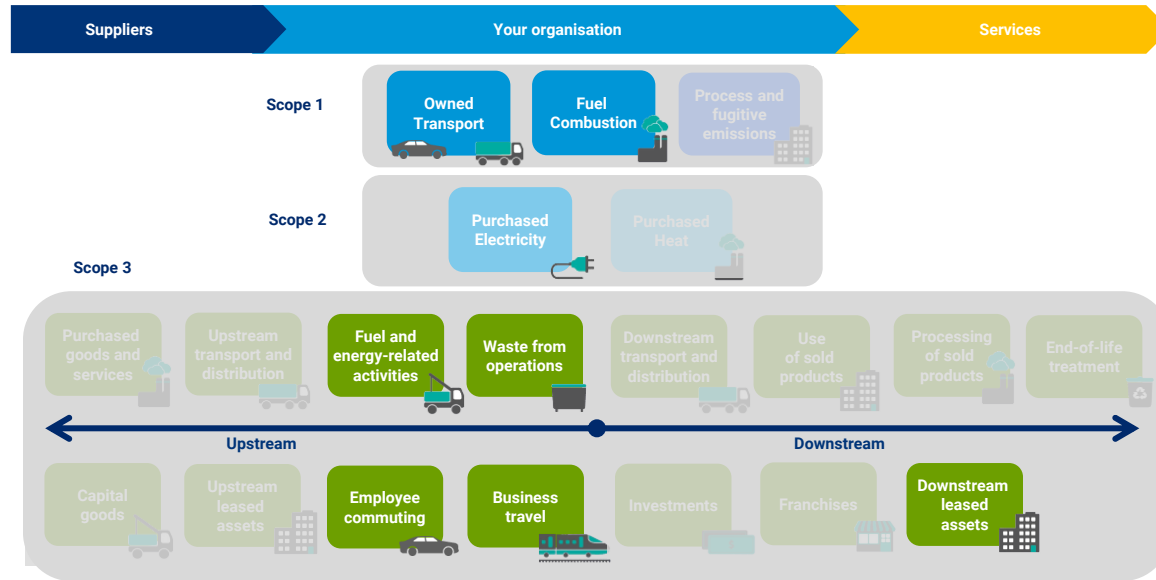 Suppliers
Your organisation
Services
Scope 1
Owned
Transport
Fuel
Combustion
Process and
fugitive
emissions
Scope 2
Purchased
Electricity
Purchased
Heat
Scope 3
Purchased
goods and
services
Upstream
transport and
distribution
Fuel and
energy-related
activities
Waste from
operations
Downstream
transport and
distribution
Use
of sold
products
Processing
of sold
products
End-of-life
treatment
Upstream
Downstream
Capital
goods
Upstream
leased
assets
Employee
commuting
Business
travel
Investments
Franchises
Downstream
leased
assets